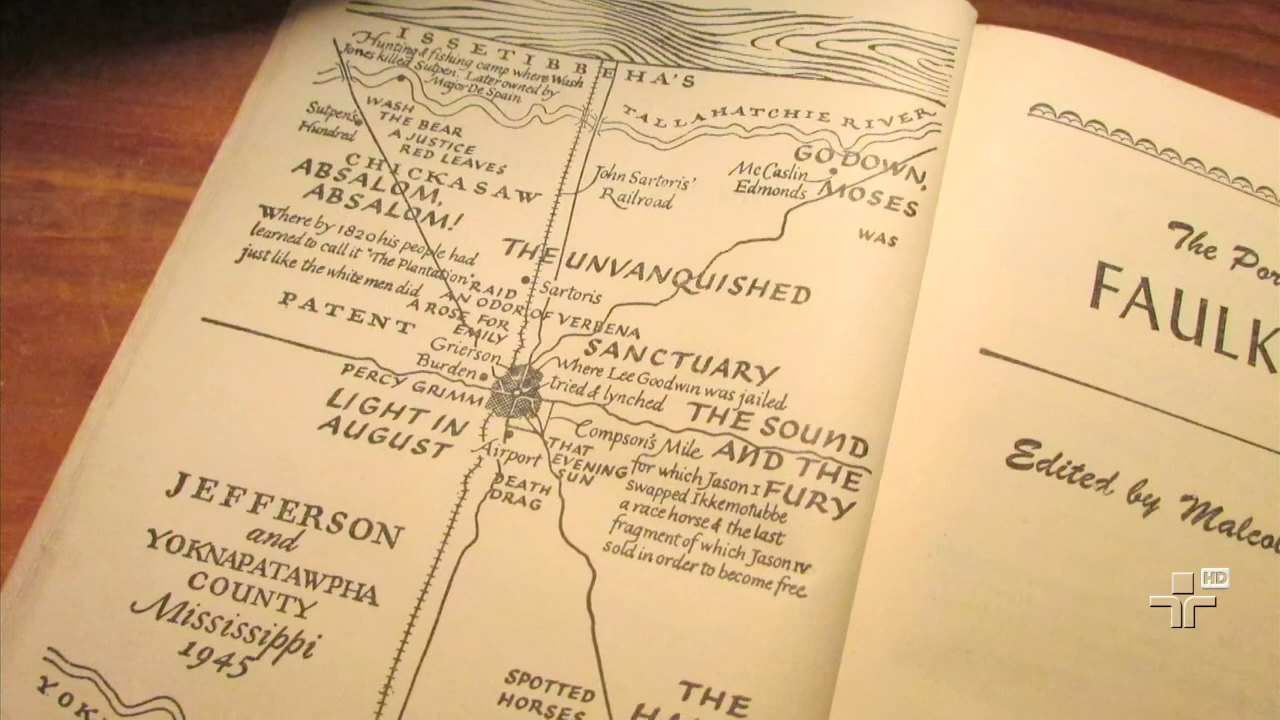 ISSETIBBEHA'S
Hunting & fishing camp where Wash
Jones killed Sutpen. Later owned by
Major De Spain
TALLAHATCHIE RIVER
Sutpen's
Hundred
WASH
THE BEAR
A JUSTICE
RED LEAVES
CHICKASAW
ABSALOM,
ABSALOM!
John Sartoris'
Railroad
McCaslin
Edmonds
GO DOWN,
MOSES
WAS
Where by 1820 his people had
learned to call it "The Plantation"
just like the white men did
THE UNVANQUISHED
RAID
Sartoris
AN ODOR OF VERBENA
A ROSE FOR
EMILY
PATENT
Grierson
Burden
SANCTUARY
Where Lee Goodwin was jailed
tried & lynched
PERCY GRIMM
LIGHT IN
AUGUST
THE SOUND
AND THE
FURY
Compson's Mile
for which Jason I
swapped Ikkemotubbe
a race horse & the last
fragment of which Jason IV
sold in order to become free
Airport
THAT
EVENING
SUN
DEATH
DRAG
JEFFERSON
and
YOKNAPATAWPHA
COUNTY
Mississippi
1945
SPOTTED
HORSES
THE
The Por
FAULK
Edited by Malcol
HD